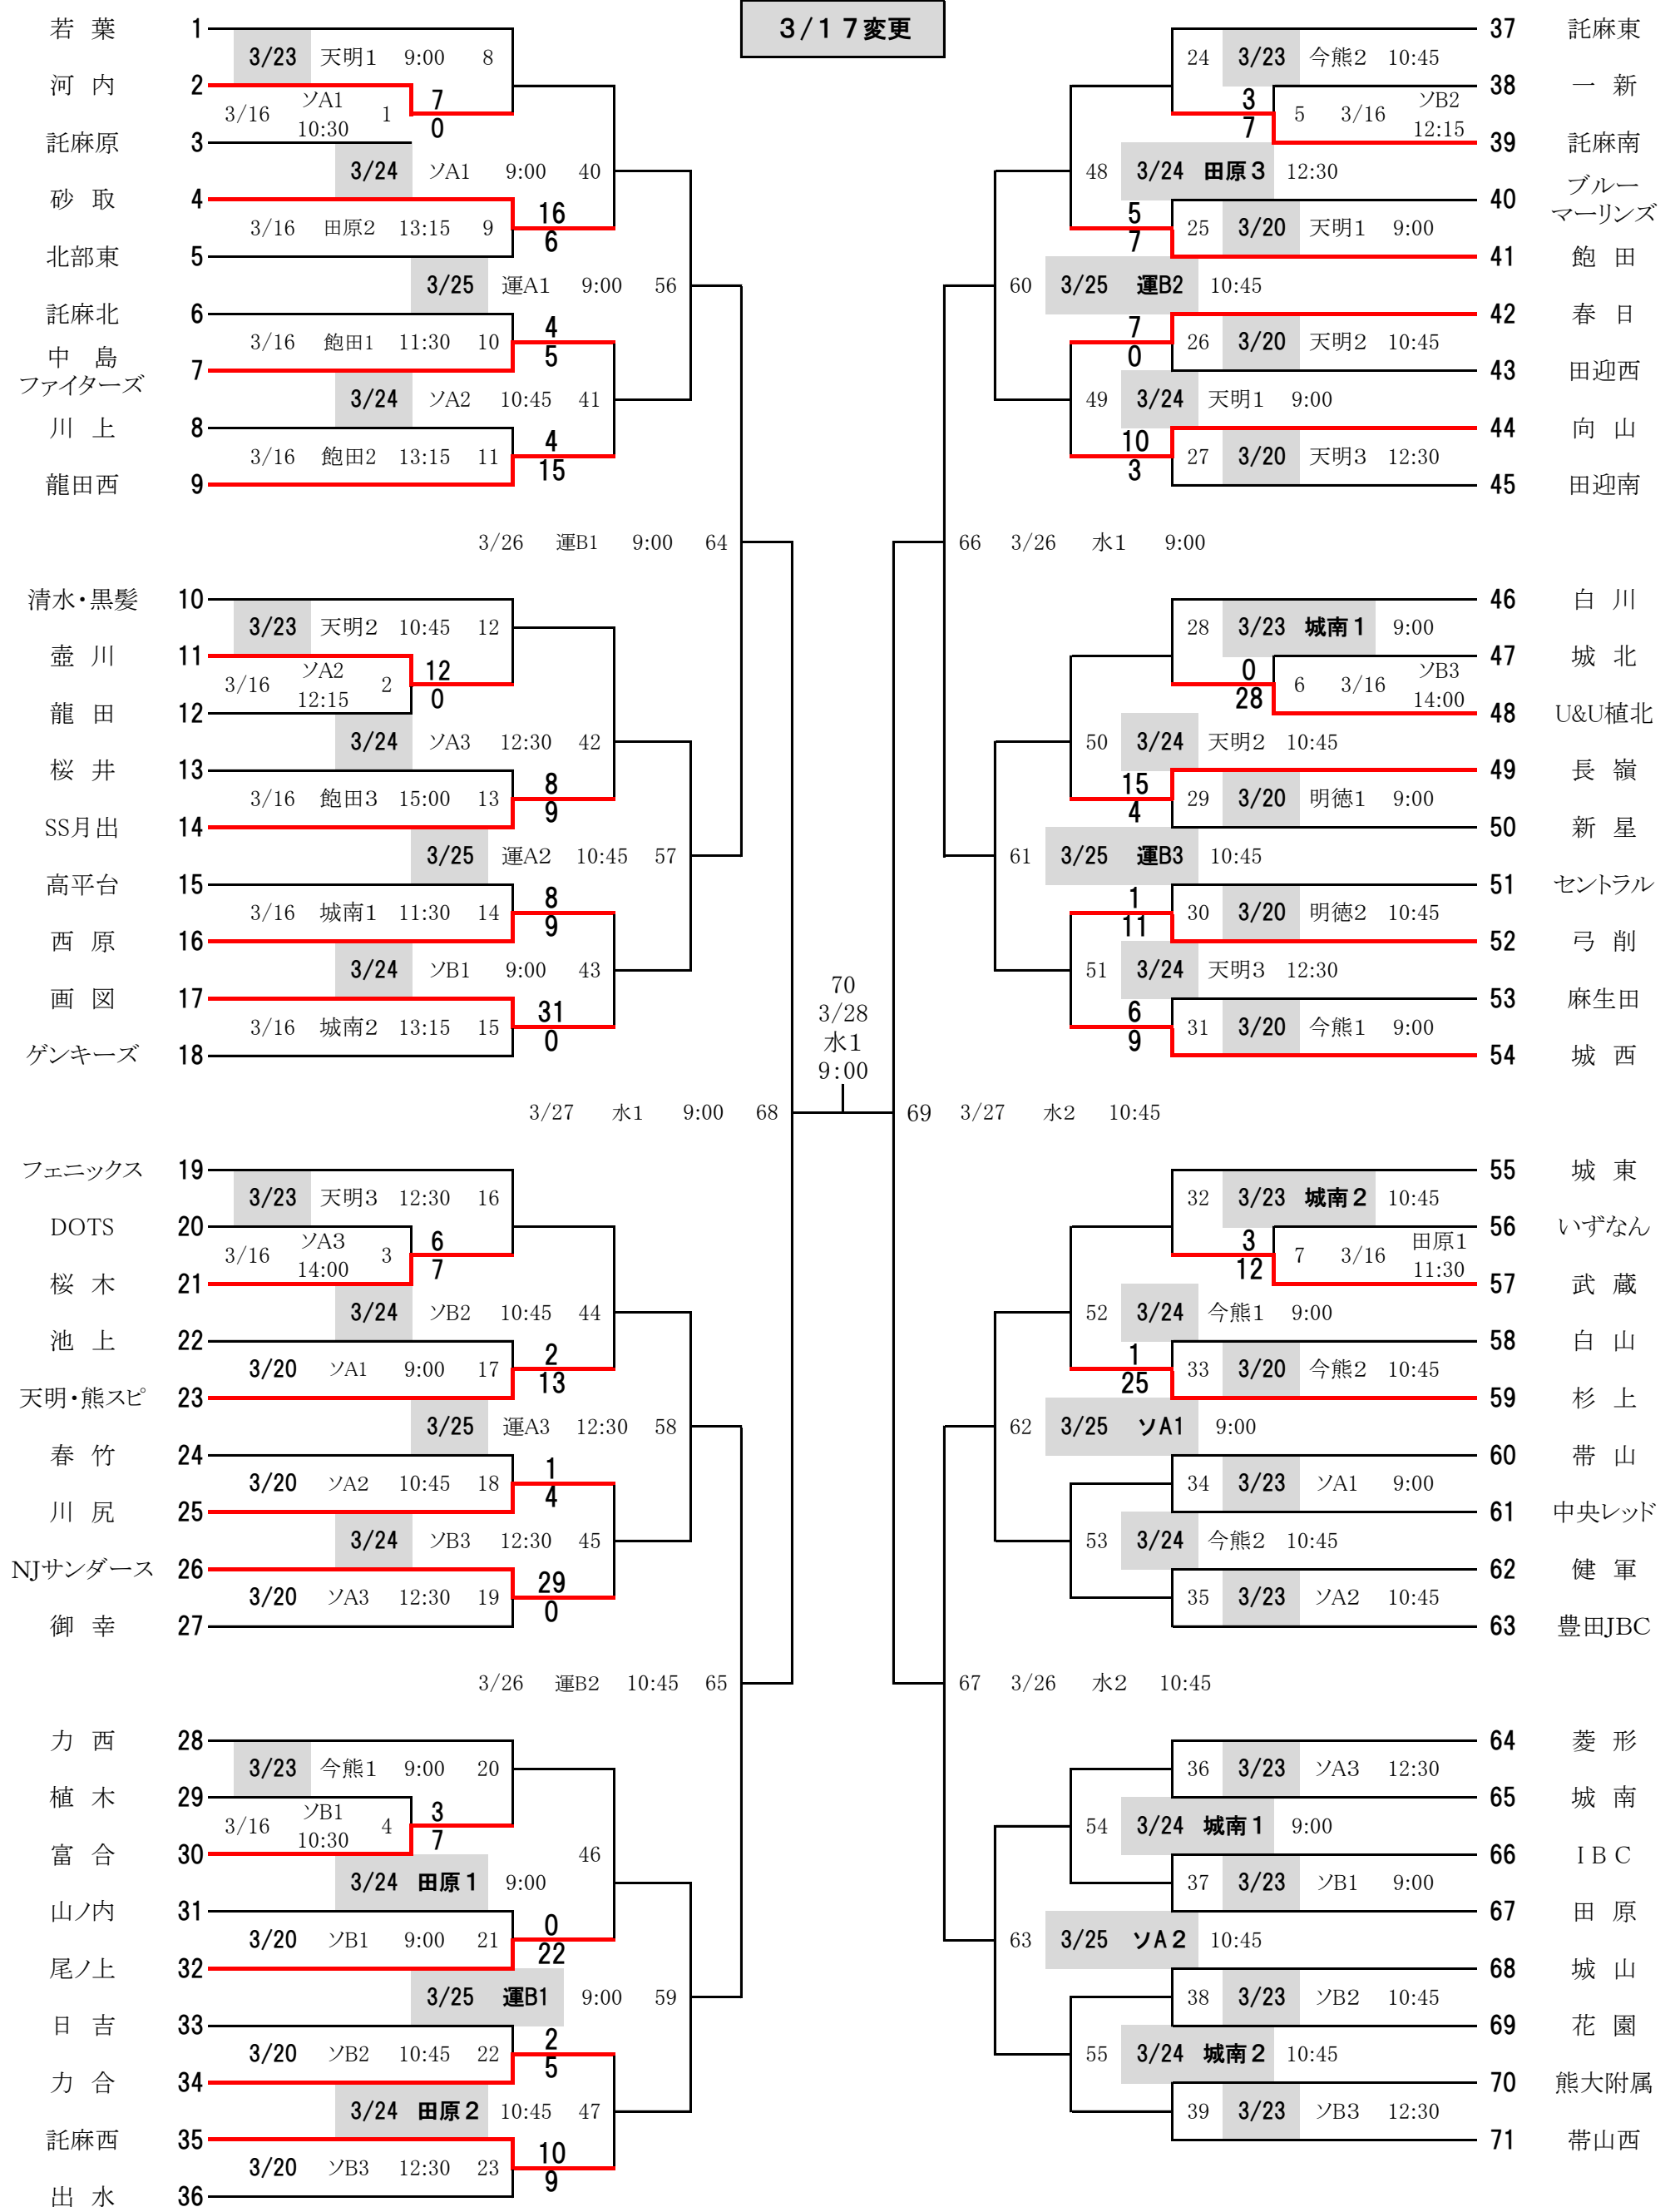 3/17変更
若 葉 1
3/23 天明1 9:00 8
河 内 2
ソA1
3/16 10:30 1
7
0
託麻原 3
3/24 ソA1 9:00 40
砂 取 4
3/16 田原2 13:15 9
16
6
北部東 5
3/25 運A1 9:00 56
託麻北 6
3/16 飽田1 11:30 10
4
5
中 島
ファイターズ 7
3/24 ソA2 10:45 41
川 上 8
3/16 飽田2 13:15 11
4
15
龍田西 9
3/26 運B1 9:00 64
清水・黒髪 10
3/23 天明2 10:45 12
壺 川 11
ソA2
3/16 12:15 2
12
0
龍 田 12
3/24 ソA3 12:30 42
桜 井 13
3/16 飽田3 15:00 13
8
9
SS月出 14
3/25 運A2 10:45 57
高平台 15
3/16 城南1 11:30 14
8
9
西 原 16
3/24 ソB1 9:00 43
画 図 17
3/16 城南2 13:15 15
31
0
ゲンキーズ 18
3/27 水1 9:00 68
フェニックス 19
3/23 天明3 12:30 16
DOTS 20
ソA3
3/16 14:00 3
6
7
桜 木 21
3/24 ソB2 10:45 44
池 上 22
3/20 ソA1 9:00 17
2
13
天明・熊スピ 23
3/25 運A3 12:30 58
春 竹 24
3/20 ソA2 10:45 18
1
4
川 尻 25
3/24 ソB3 12:30 45
NJサンダース 26
3/20 ソA3 12:30 19
29
0
御 幸 27
3/26 運B2 10:45 65
力 西 28
3/23 今熊1 9:00 20
植 木 29
ソB1
3/16 10:30 4
3
7
富 合 30
46
3/24 田原1 9:00
山ノ内 31
3/20 ソB1 9:00 21
0
22
尾ノ上 32
3/25 運B1 9:00 59
日 吉 33
3/20 ソB2 10:45 22
2
5
力 合 34
3/24 田原2 10:45 47
託麻西 35
3/20 ソB3 12:30 23
10
9
出 水 36
70
3/28
水1
9:00
37 託麻東
24 3/23 今熊2 10:45
38 一 新
3
7
ソB2
5 3/16 12:15
39 託麻南
48 3/24 田原3 12:30
40 ブルー
マーリンズ
5
7
25 3/20 天明1 9:00
41 飽 田
60 3/25 運B2 10:45
42 春 日
7
0
26 3/20 天明2 10:45
43 田迎西
49 3/24 天明1 9:00
44 向 山
10
3
27 3/20 天明3 12:30
45 田迎南
66 3/26 水1 9:00
46 白 川
28 3/23 城南1 9:00
47 城 北
0
28
ソB3
6 3/16 14:00
48 U&U植北
50 3/24 天明2 10:45
49 長 嶺
15
4
29 3/20 明徳1 9:00
50 新 星
61 3/25 運B3 10:45
51 セントラル
1
11
30 3/20 明徳2 10:45
52 弓 削
51 3/24 天明3 12:30
53 麻生田
6
9
31 3/20 今熊1 9:00
54 城 西
69 3/27 水2 10:45
55 城 東
32 3/23 城南2 10:45
56 いずなん
3
12
田原1
7 3/16 11:30
57 武 蔵
52 3/24 今熊1 9:00
58 白 山
1
25
33 3/20 今熊2 10:45
59 杉 上
62 3/25 ソA1 9:00
60 帯 山
34 3/23 ソA1 9:00
61 中央レッド
53 3/24 今熊2 10:45
62 健 軍
35 3/23 ソA2 10:45
63 豊田JBC
67 3/26 水2 10:45
64 菱 形
36 3/23 ソA3 12:30
65 城 南
54 3/24 城南1 9:00
66 I B C
37 3/23 ソB1 9:00
67 田 原
63 3/25 ソA2 10:45
68 城 山
38 3/23 ソB2 10:45
69 花 園
55 3/24 城南2 10:45
70 熊大附属
39 3/23 ソB3 12:30
71 帯山西